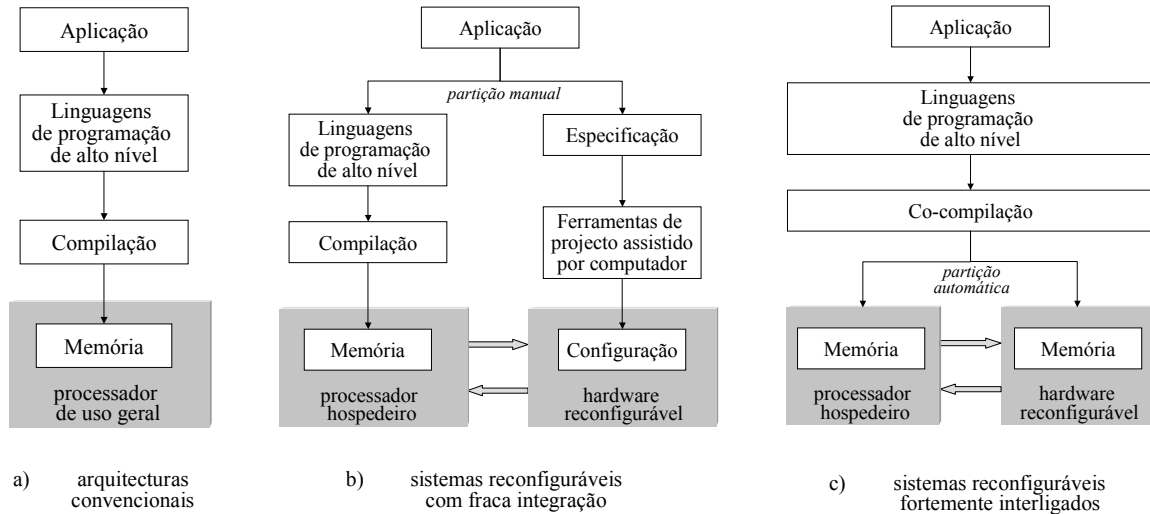 Aplicação
Linguagens
de programação
de alto nível
Compilação
Memória
processador
de uso geral
a) arquitecturas
convencionais
Aplicação
partição manual
Linguagens
de programação
de alto nível
Compilação
Memória
processador
hospedeiro
Especificação
Ferramentas de
projecto assistido
por computador
Configuração
hardware
reconfigurável
b) sistemas reconfiguráveis
com fraca integração
Aplicação
Linguagens
de programação
de alto nível
Co-compilação
partição
automática
Memória
processador
hospedeiro
Memória
hardware
reconfigurável
c) sistemas reconfiguráveis
fortemente interligados